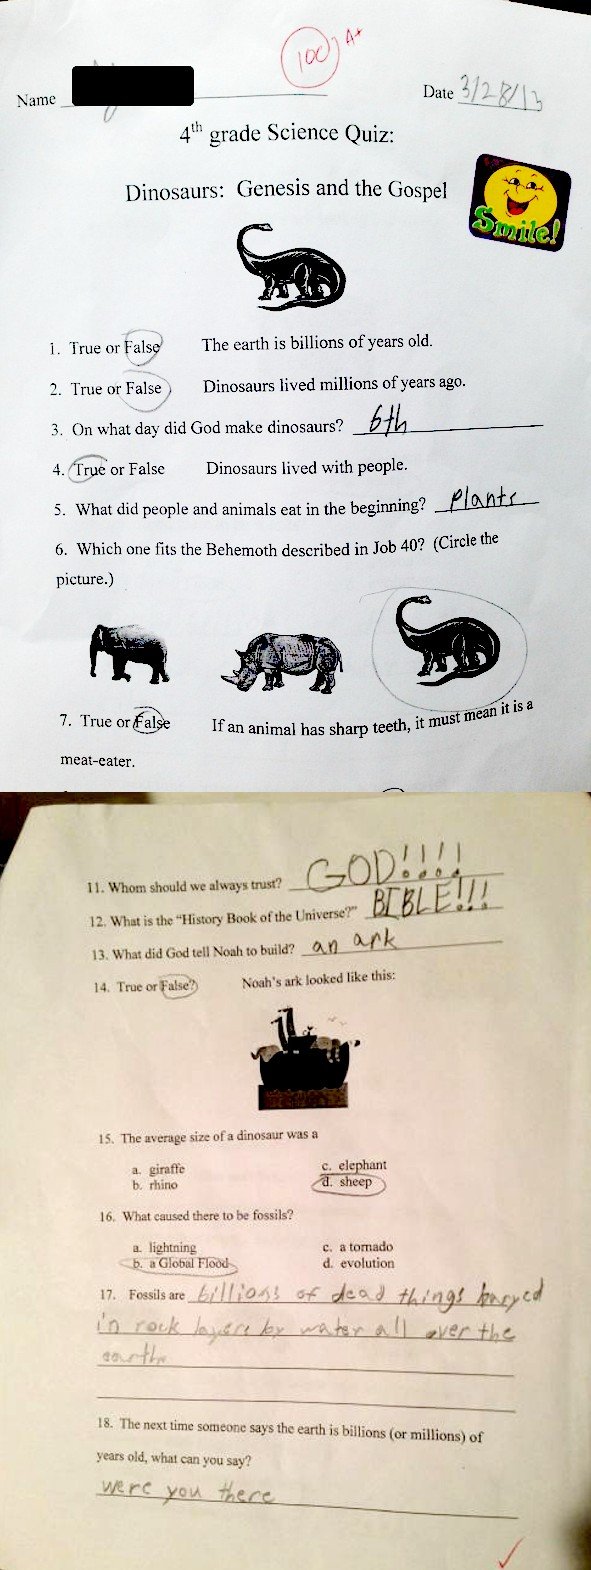 100 A+
Name
Date 3/28/13
4th grade Science Quiz:
Dinosaurs: Genesis and the Gospel
Smile!
1. True or False The earth is billions of years old.
2. True or False Dinosaurs lived millions of years ago.
3. On what day did God make dinosaurs? 6th
4. True or False Dinosaurs lived with people.
5. What did people and animals eat in the beginning? Plants
6. Which one fits the Behemoth described in Job 40? (Circle the
picture.)
7. True or False If an animal has sharp teeth, it must mean it is a
meat-eater.
11. Whom should we always trust? GOD!!!!
12. What is the “History Book of the Universe?” BIBLE!!!
13. What did God tell Noah to build? an ark
14. True or False? Noah's ark looked like this:
15. The average size of a dinosaur was a
a. giraffe c. elephant
b. rhino d. sheep
16. What caused there to be fossils?
a. lightning c. a tornado
b. a Global Flood d. evolution
17. Fossils are billions of dead things buryed
in rock layers by water all over the
earth
18. The next time someone says the earth is billions (or millions) of
years old, what can you say?
were you there